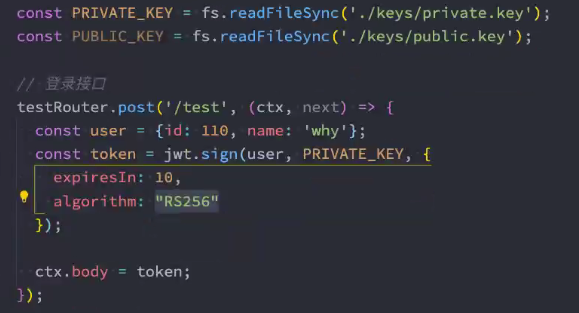 const PRIVATE_KEY = fs.readFileSync('./keys/private.key');
const PUBLIC_KEY = fs.readFileSync('./keys/public.key');
// 登录接口
testRouter.post('/test', (ctx, next) => {
const user = {id: 110, name: 'why'};
const token = jwt.sign(user, PRIVATE_KEY, {
expiresIn: 10,
algorithm: "RS256"
});
ctx.body = token;
});